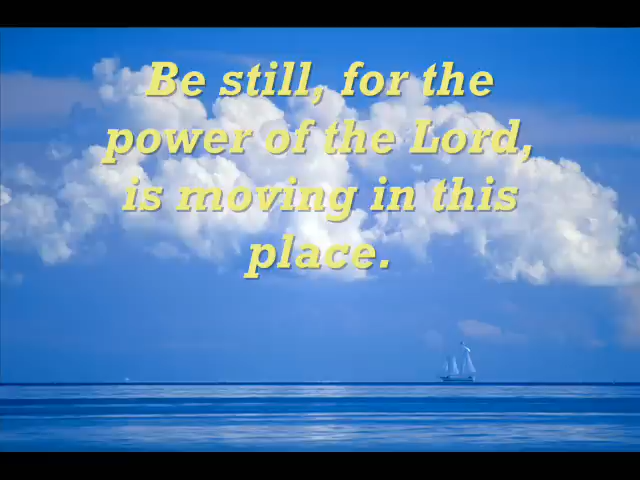 Be still, for the
power of the Lord,
is moving in this
place.